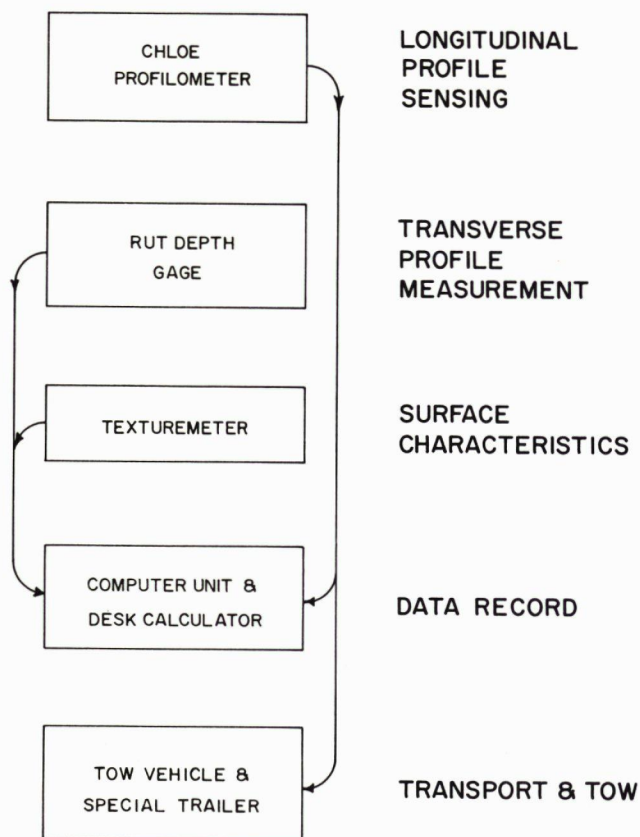 CHLOE
PROFILOMETER
LONGITUDINAL
PROFILE
SENSING
RUT DEPTH
GAGE
TRANSVERSE
PROFILE
MEASUREMENT
TEXTUREMETER
SURFACE
CHARACTERISTICS
COMPUTER UNIT &
DESK CALCULATOR
DATA RECORD
TOW VEHICLE &
SPECIAL TRAILER
TRANSPORT & TOW